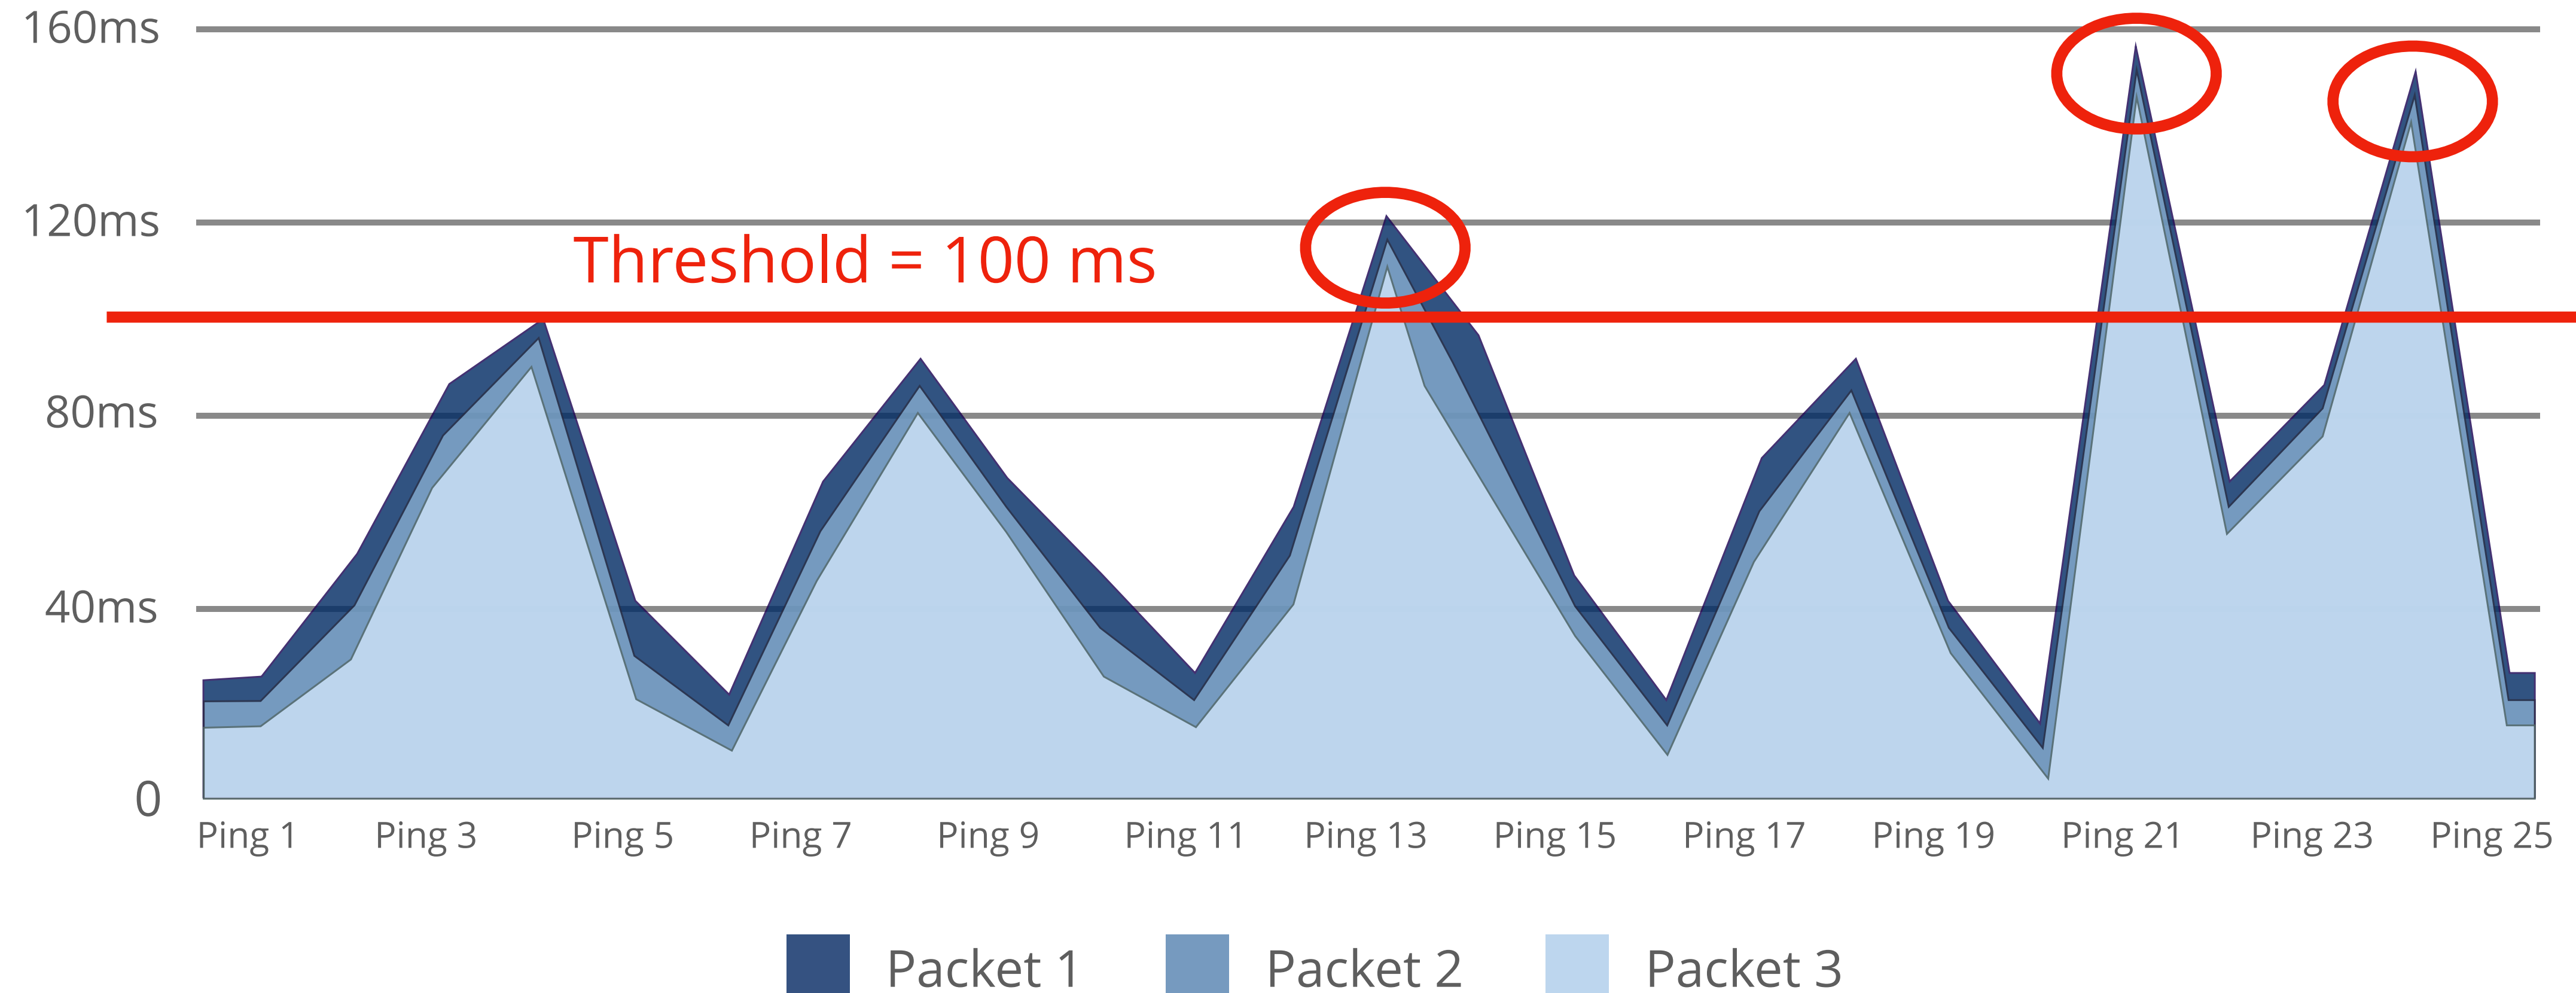 160ms
120ms
Threshold = 100 ms
80ms
40ms
0
Ping 1 Ping 3 Ping 5 Ping 7 Ping 9 Ping 11 Ping 13 Ping 15 Ping 17 Ping 19 Ping 21 Ping 23 Ping 25
Packet 1 Packet 2 Packet 3